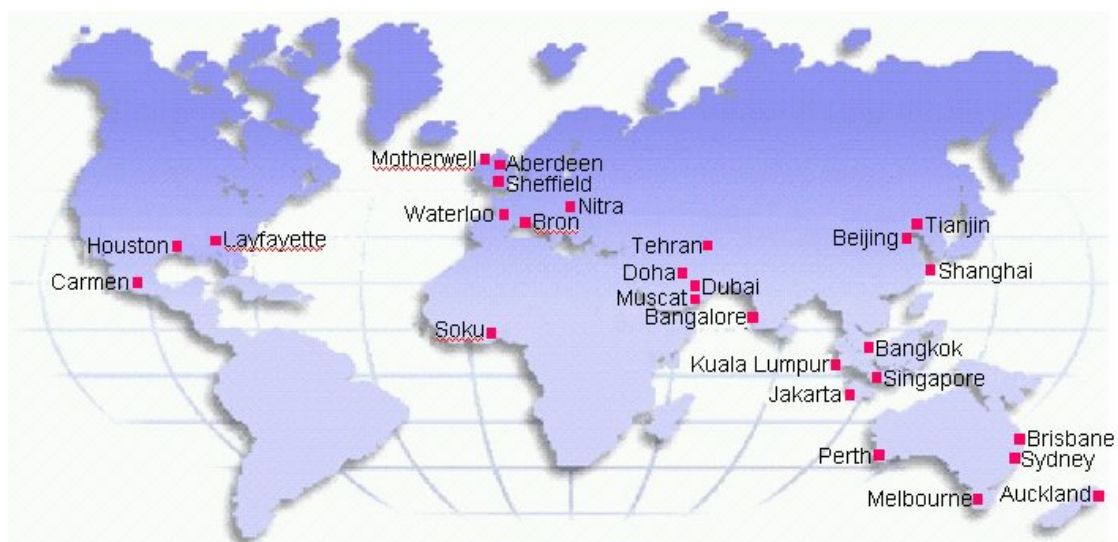 Motherwell
Aberdeen
Sheffield
Waterloo
Nitra
Bron
Layfayette
Houston
Carmen
Tehran
Beijing
Tianjin
Doha
Dubai
Shanghai
Muscat
Bangalore
Soku
Bangkok
Kuala Lumpur
Singapore
Jakarta
Brisbane
Perth
Sydney
Melbourne
Auckland